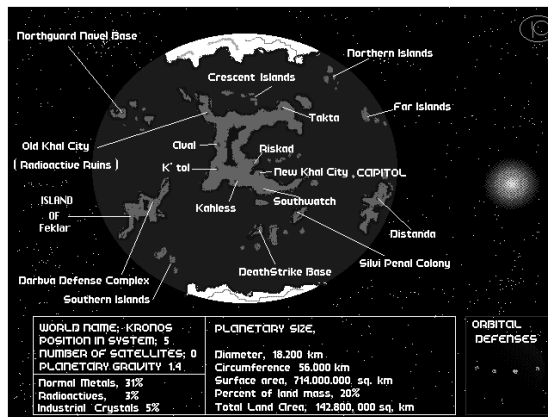 Northguard Navel Base
Northern Islands
Crescent Islands
Takta
Far Islands
Old Khal City
(Radioactive Ruins)
Qval
Riskad
K'tal
New Khal City, CAPITOL
ISLAND
OF
Feklar
Kahless
Southwatch
Distanda
Silvi Penal Colony
Darbva Defense Complex
DeathStrike Base
Southern Islands
WORLD NAME; KRONOS
POSITION IN SYSTEM; 5
NUMBER OF SATELLITES; 0
PLANETARY GRAVITY 1.4
Normal Metals, 31%
Radioactives, 3%
Industrial Crystals 5%
PLANETARY SIZE,
Diameter, 18.200 km
Circumference 56.000 km
Surface area, 714.000.000 sq. km
Percent of land mass, 20%
Total Land Area, 142.800, 000 sq, km
ORBITAL
DEFENSES